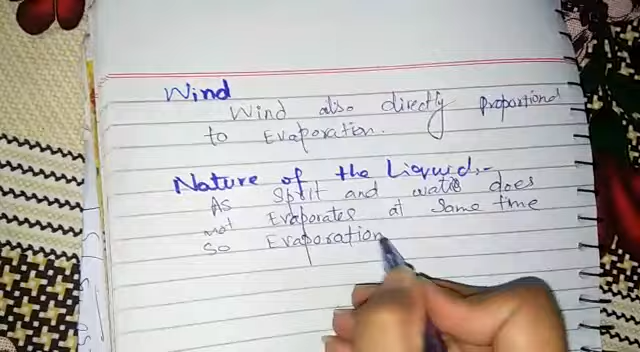 Wind
Wind also directly proportional
to Evaporation.
Nature of the Liquid:-
As Spirit and water does
not Evaporates at Same time
So Evaporation